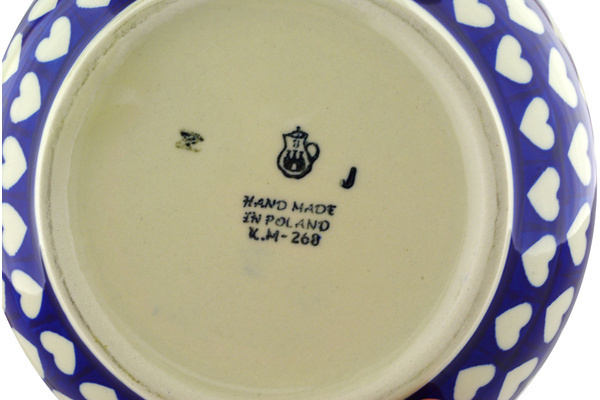 J
HAND MADE
IN POLAND
K.M-268